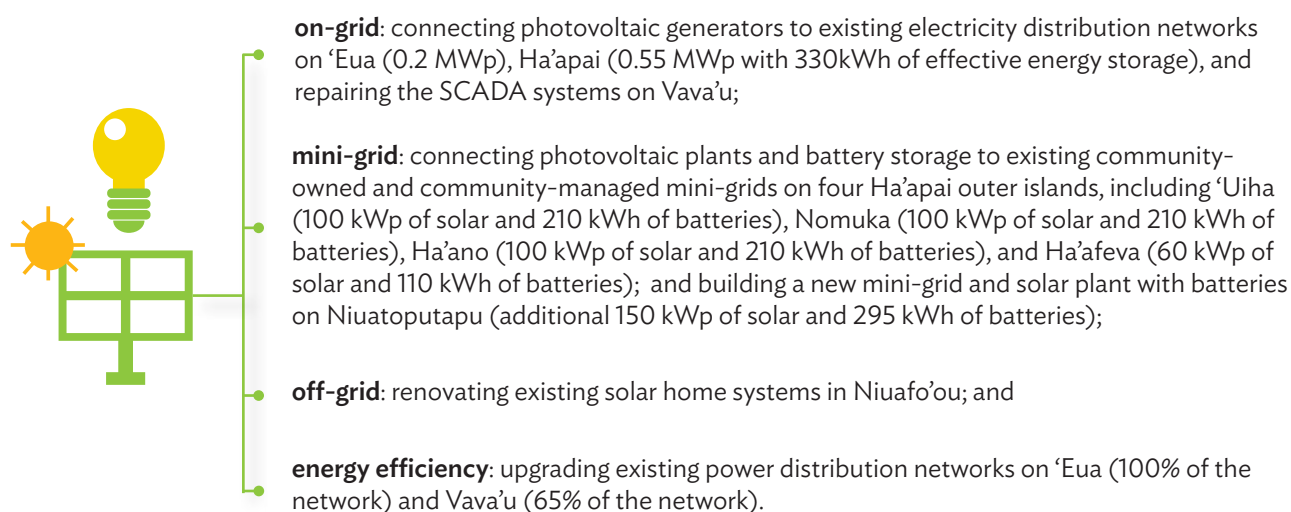 on-grid: connecting photovoltaic generators to existing electricity distribution networks
on ‘Eua (0.2 MWp), Ha’apai (0.55 MWp with 330kWh of effective energy storage), and
repairing the SCADA systems on Vava’u;
mini-grid: connecting photovoltaic plants and battery storage to existing community-
owned and community-managed mini-grids on four Ha’apai outer islands, including ‘Uiha
(100 kWp of solar and 210 kWh of batteries), Nomuka (100 kWp of solar and 210 kWh of
batteries), Ha’ano (100 kWp of solar and 210 kWh of batteries), and Ha’afeva (60 kWp of
solar and 110 kWh of batteries); and building a new mini-grid and solar plant with batteries
on Niuatoputapu (additional 150 kWp of solar and 295 kWh of batteries);
off-grid: renovating existing solar home systems in Niuafo’ou; and
energy efficiency: upgrading existing power distribution networks on ‘Eua (100% of the
network) and Vava’u (65% of the network).